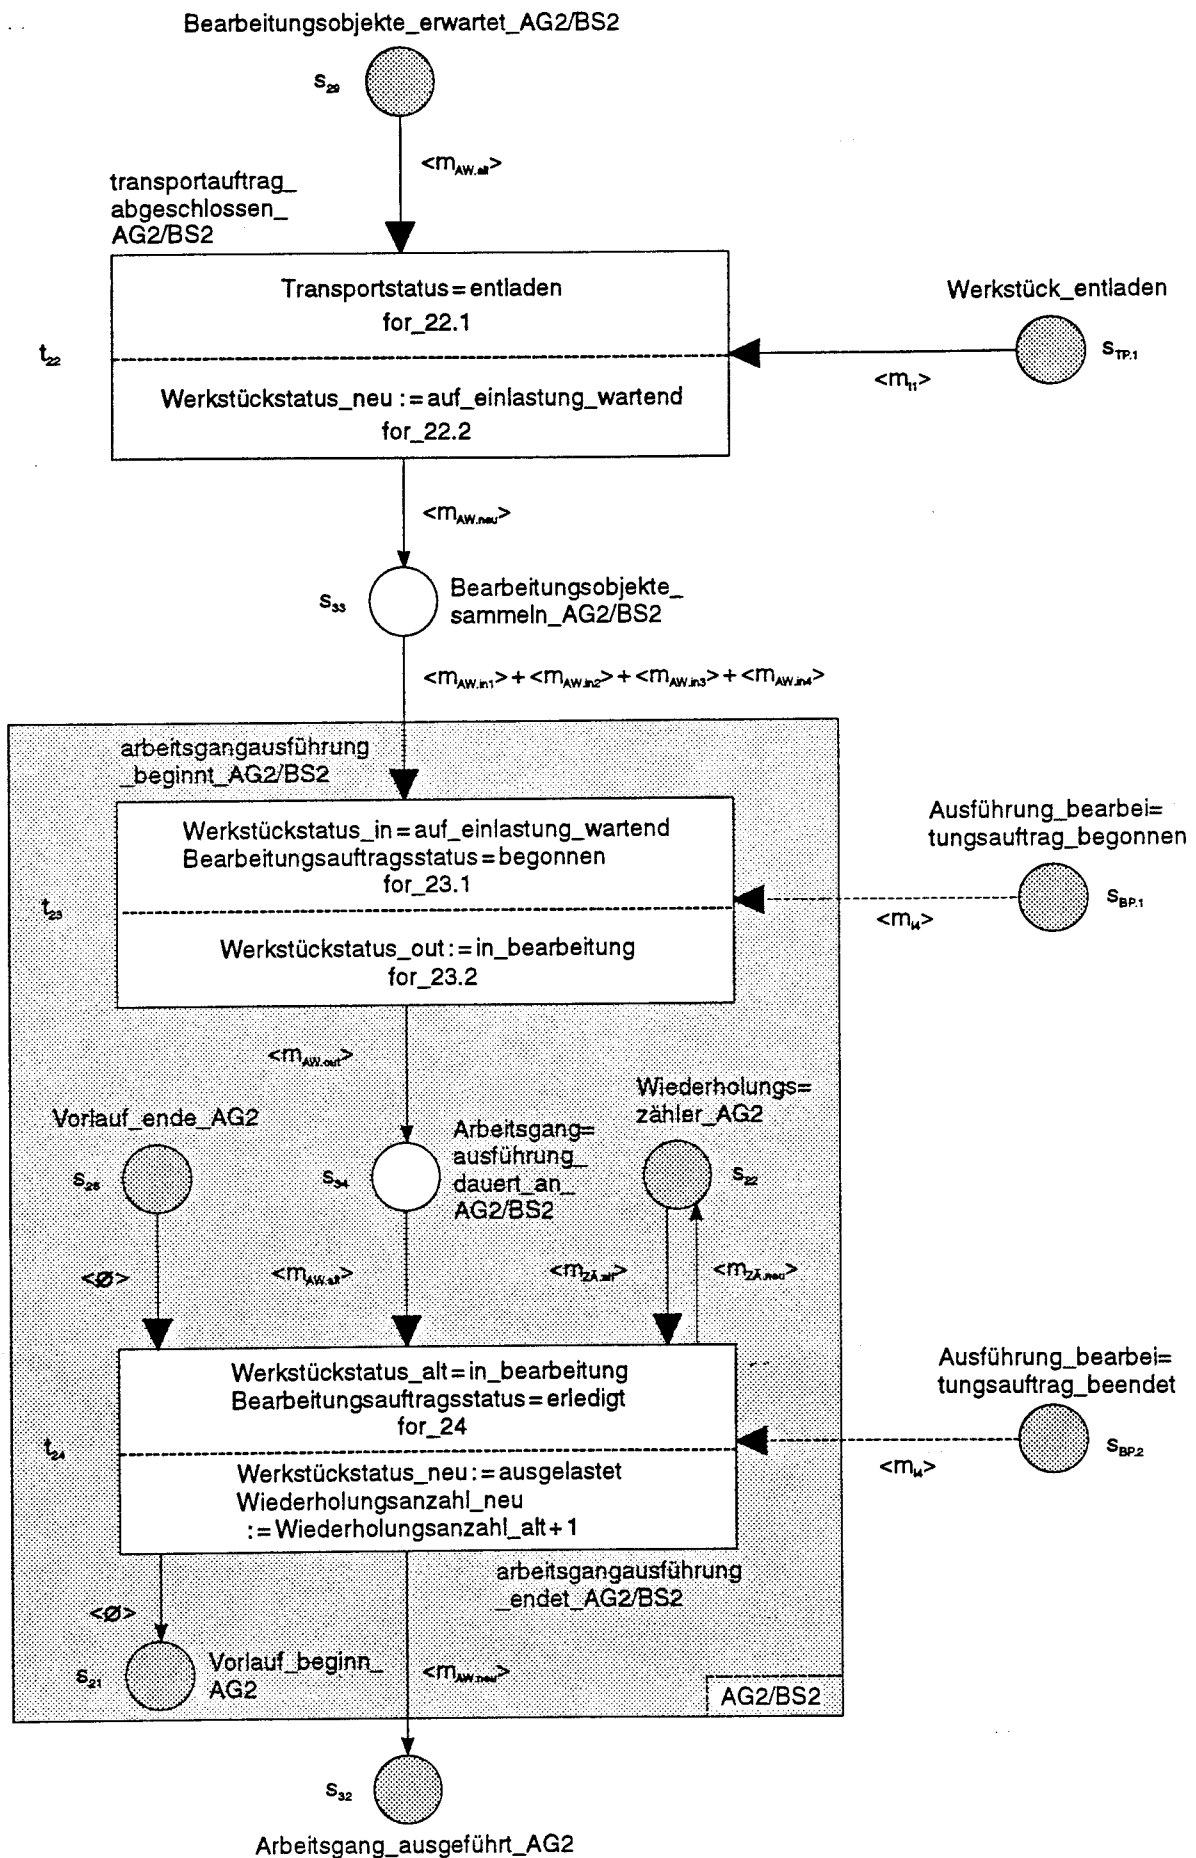 Bearbeitungsobjekte_erwartet_AG2/BS2
s29
<mAW.alt>
transportauftrag_
abgeschlossen_
AG2/BS2
Transportstatus=entladen
for_22.1
Werkstück_entladen
sTP.1
t22
<mt1>
Werkstückstatus_neu:=auf_einlastung_wartend
for_22.2
<mAW.neu>
s33
Bearbeitungsobjekte_
sammeln_AG2/BS2
<mAW.in1>+<mAW.in2>+<mAW.in3>+<mAW.in4>
arbeitsgangausführung
_beginnt_AG2/BS2
Werkstückstatus_in=auf_einlastung_wartend
Bearbeitungsauftragsstatus=begonnen
for_23.1
Ausführung_bearbei=
tungsauftrag_begonnen
sBP.1
t23
<mI4>
Werkstückstatus_out:=in_bearbeitung
for_23.2
<mAW.out>
Vorlauf_ende_AG2
s26
Arbeitsgang=
ausführung_
dauert_an_
AG2/BS2
s34
Wiederholungs=
zähler_AG2
s22
<Ø>
<mAW.alt>
<mZÄ.alt>
<mZÄ.neu>
Werkstückstatus_alt=in_bearbeitung
Bearbeitungsauftragsstatus=erledigt
for_24
Ausführung_bearbei=
tungsauftrag_beendet
sBP.2
t24
<mI4>
Werkstückstatus_neu:=ausgelastet
Wiederholungsanzahl_neu
:=Wiederholungsanzahl_alt+1
arbeitsgangausführung
_endet_AG2/BS2
<Ø>
s21
Vorlauf_beginn_
AG2
<mAW.neu>
AG2/BS2
s32
Arbeitsgang_ausgeführt_AG2